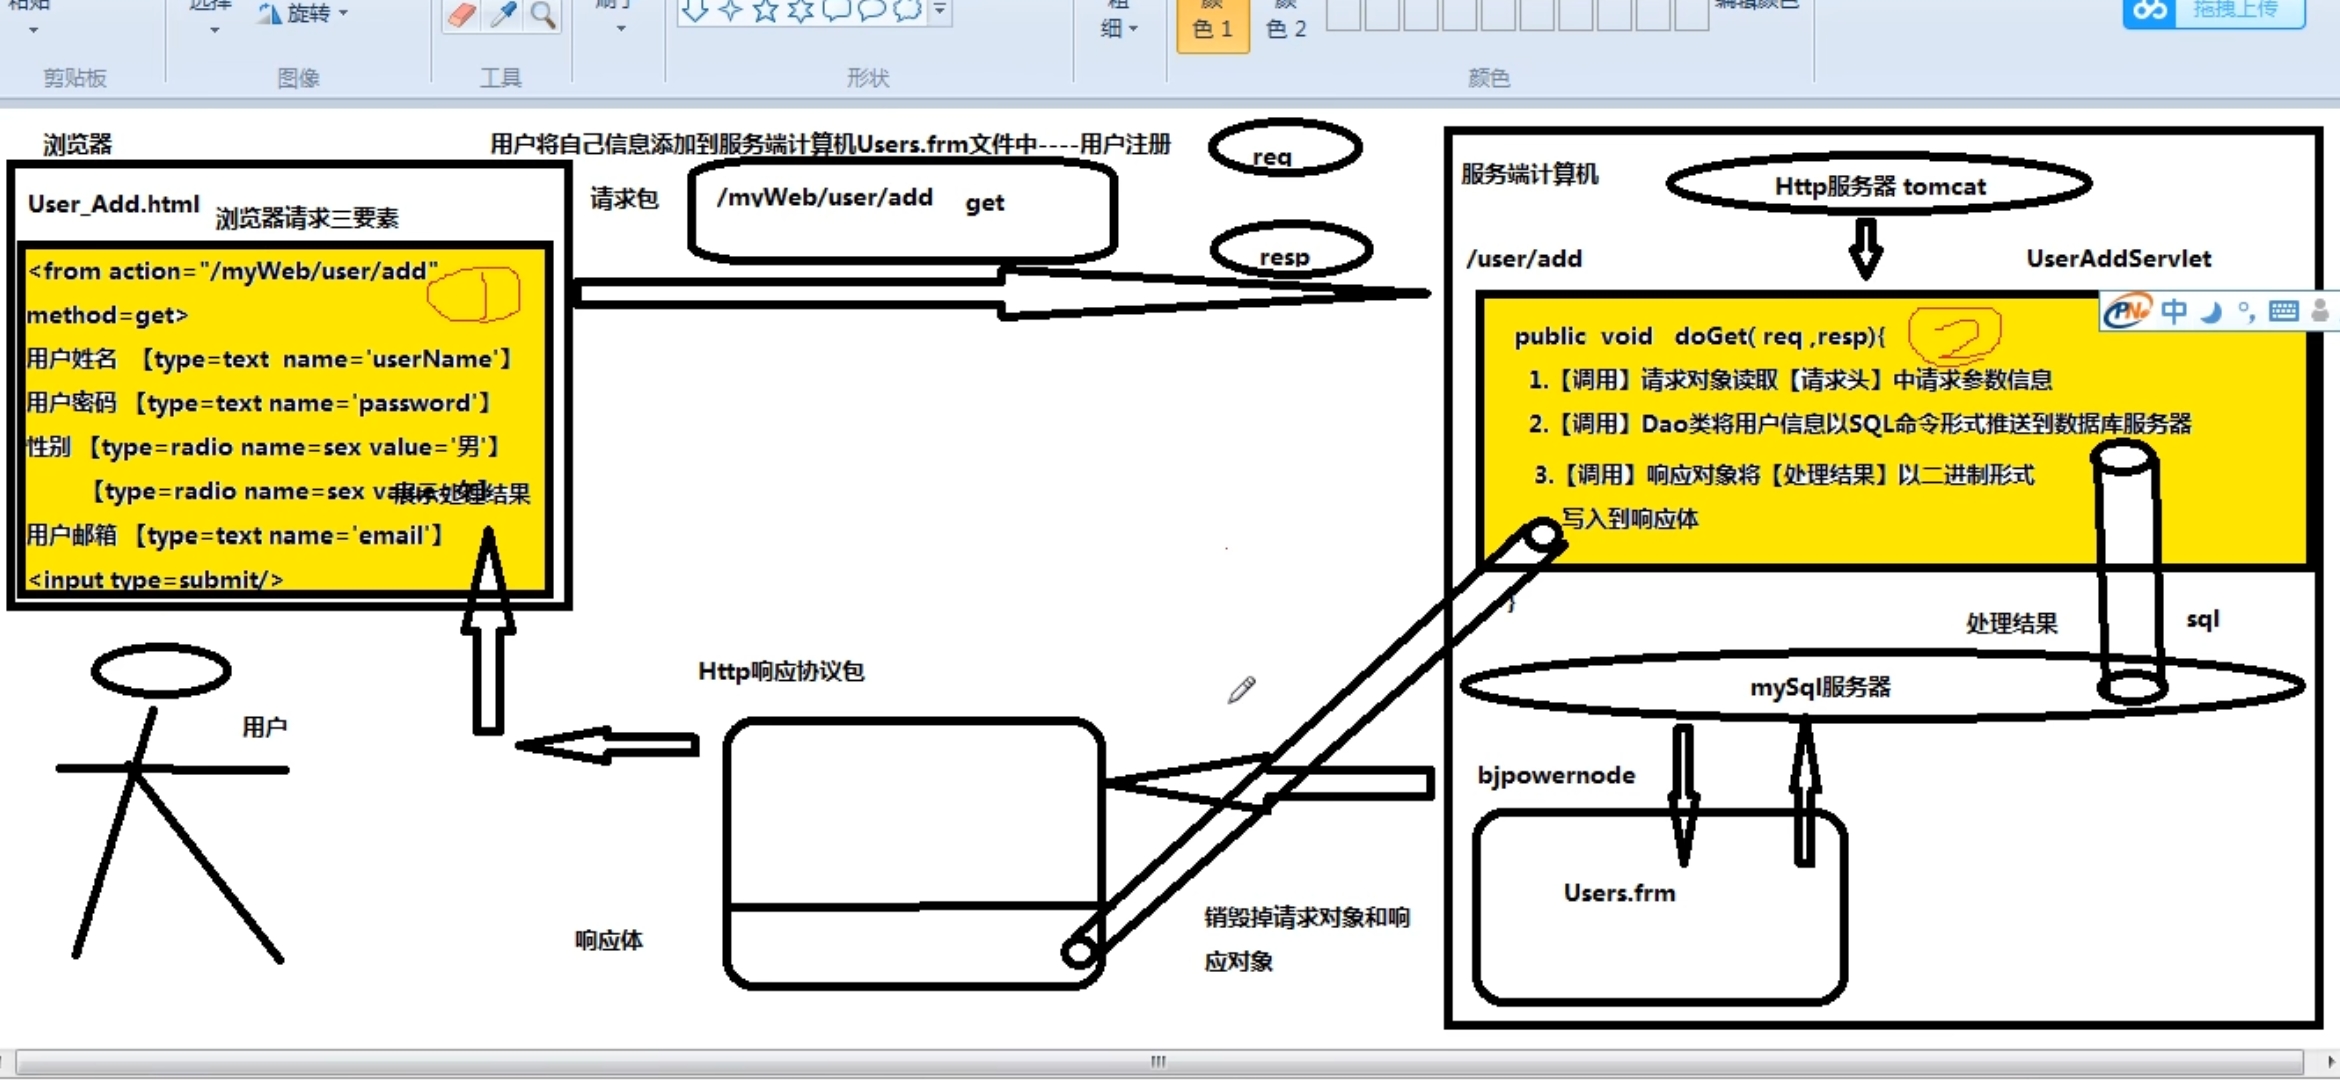 旋转
细
色 1
色 2
拖拽上传
剪贴板
图像
工具
形状
颜色
浏览器
用户将自己信息添加到服务端计算机Users.frm文件中----用户注册
req
服务端计算机
Http服务器 tomcat
User_Add.html
浏览器请求三要素
请求包
/myWeb/user/add
get
resp
/user/add
UserAddServlet
<from action="/myWeb/user/add"
method=get>
1
用户姓名 【type=text name='userName'】
用户密码 【type=text name='password'】
性别 【type=radio name=sex value='男'】
【type=radio name=sex
展示处理结果
用户邮箱 【type=text name='email'】
<input type=submit/>
中
public void doGet( req ,resp){
2
1.【调用】请求对象读取【请求头】中请求参数信息
2.【调用】Dao类将用户信息以SQL命令形式推送到数据库服务器
3.【调用】响应对象将【处理结果】以二进制形式
写入到响应体
}
处理结果
sql
用户
Http响应协议包
mySql服务器
bjpowernode
Users.frm
响应体
销毁掉请求对象和响
应对象